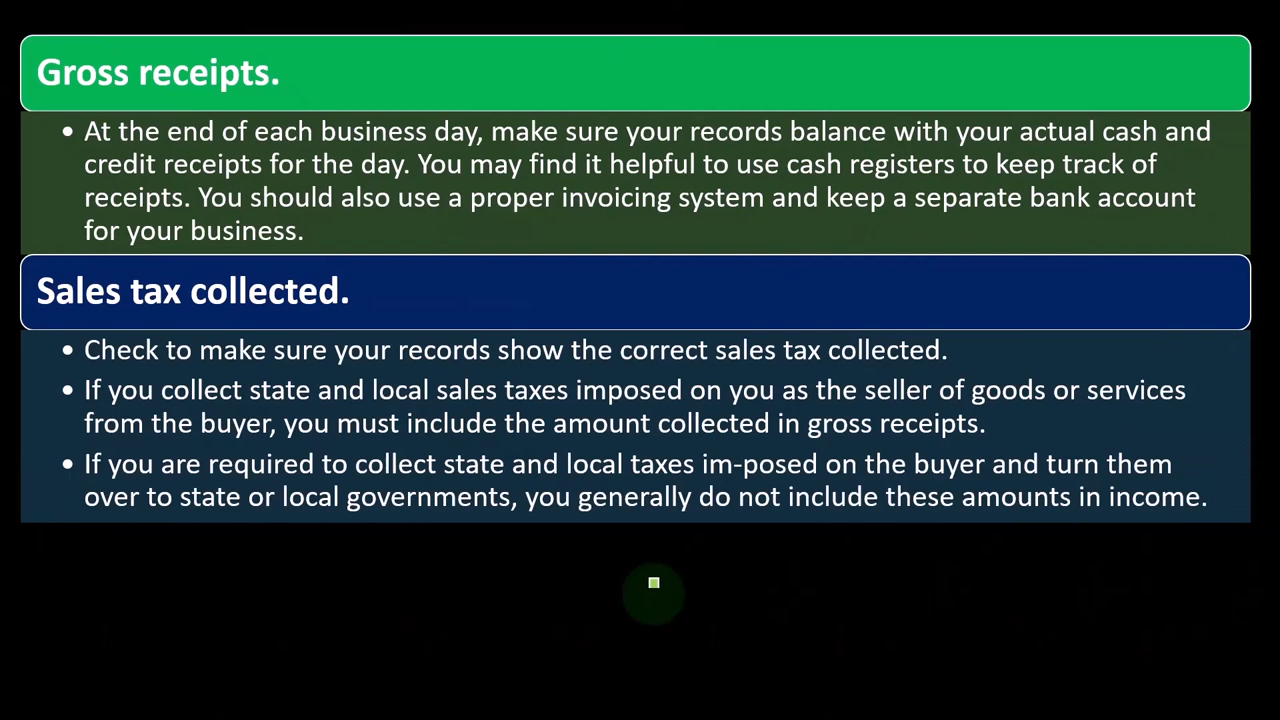 Gross receipts.
• At the end of each business day, make sure your records balance with your actual cash and
credit receipts for the day. You may find it helpful to use cash registers to keep track of
receipts. You should also use a proper invoicing system and keep a separate bank account
for your business.
Sales tax collected.
• Check to make sure your records show the correct sales tax collected.
• If you collect state and local sales taxes imposed on you as the seller of goods or services
from the buyer, you must include the amount collected in gross receipts.
• If you are required to collect state and local taxes im-posed on the buyer and turn them
over to state or local governments, you generally do not include these amounts in income.